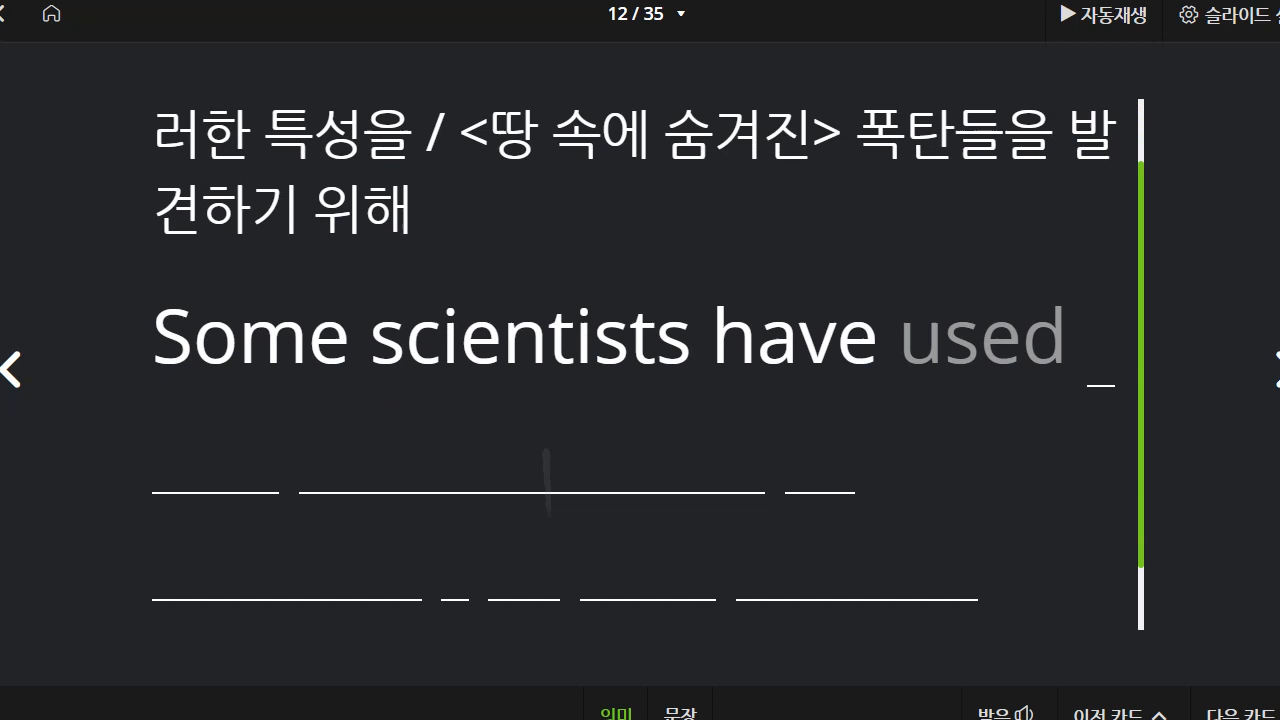 12 / 35
자동재생
슬라이드
러한 특성을 / <땅 속에 숨겨진> 폭탄들을 발
견하기 위해
Some scientists have used _
의미
문장
발음
이전 카드
다음 카드